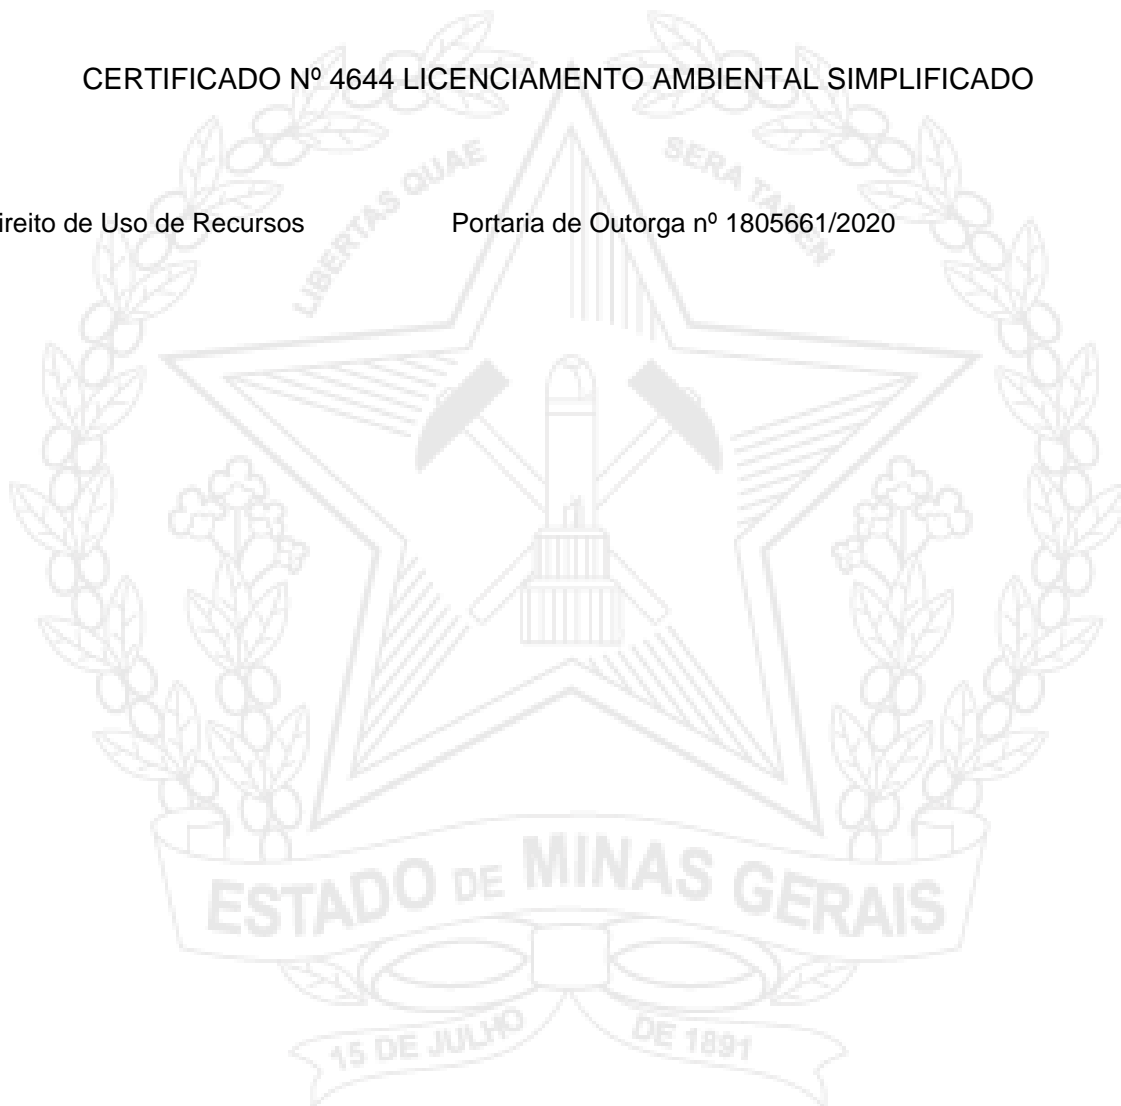 CERTIFICADO Nº 4644 LICENCIAMENTO AMBIENTAL SIMPLIFICADO
LIBERTAS QUAE SERA TAMEN
ireito de Uso de Recursos Portaria de Outorga nº 1805661/2020
ESTADO DE MINAS GERAIS
15 DE JULHO DE 1891